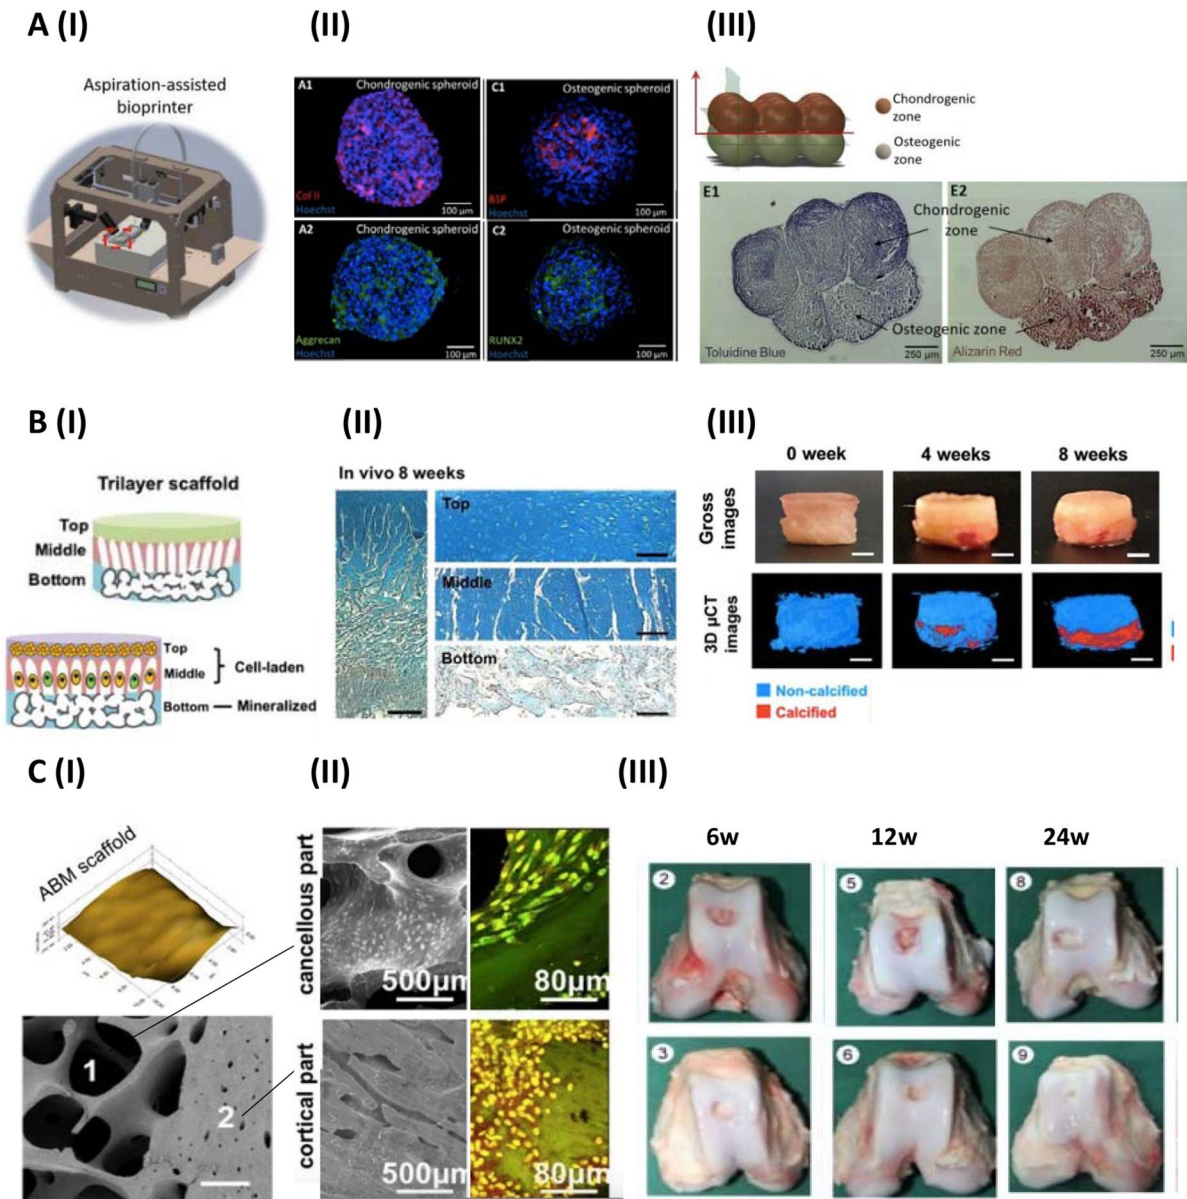 A (I)
(II)
(III)
Aspiration-assisted
bioprinter
A1
Chondrogenic spheroid
Col II
Hoechst
100 µm
C1
Osteogenic spheroid
BSP
Hoechst
100 µm
A2
Chondrogenic spheroid
Aggrecan
Hoechst
100 µm
C2
Osteogenic spheroid
RUNX2
Hoechst
100 µm
Chondrogenic
zone
Osteogenic
zone
E1
E2
Chondrogenic
zone
Osteogenic zone
Toluidine Blue
250 µm
Alizarin Red
250 µm
B (I)
(II)
(III)
Trilayer scaffold
Top
Middle
Bottom
Top
Middle
Cell-laden
Bottom
Mineralized
In vivo 8 weeks
Top
Middle
Bottom
0 week
4 weeks
8 weeks
Gross
images
3D µCT
images
Non-calcified
Calcified
C (I)
(II)
(III)
ABM scaffold
1
2
cancellous part
500µm
80µm
cortical part
500µm
80µm
6w
12w
24w
2
5
8
3
6
9